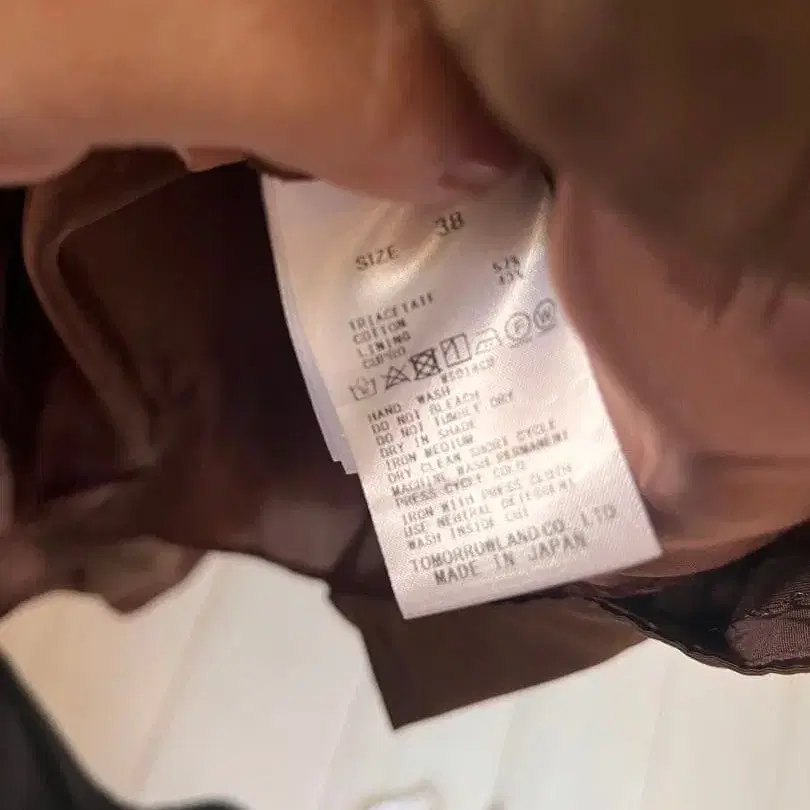 SIZE 38
TRIACETATE 57%
COTTON 43%
LINING
CUPRO
P W
HAND WASH
DO NOT BLEACH
DO NOT TUMBLE DRY
DRY IN SHADE
IRON MEDIUM
DRY CLEAN SHORT CYCLE
MACHINE WASH PERMANENT
PRESS CYCLE COLD
IRON WITH PRESS CLOTH
USE NEUTRAL DETERGENT
WASH INSIDE OUT
TOMORROWLAND CO., LTD
MADE IN JAPAN